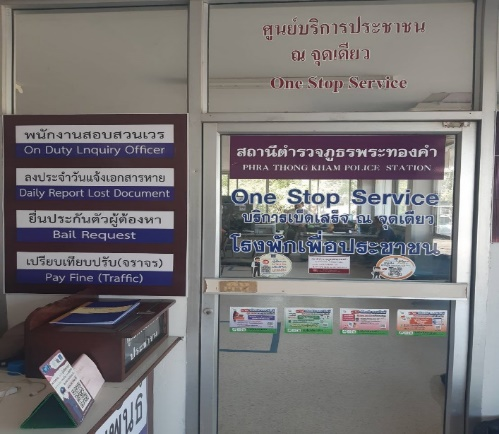 ศูนย์บริการประชาชน
ณ จุดเดียว
One Stop Service
พนักงานสอบสวนเวร
On Duty Lnquiry Officer
ลงประจำวันแจ้งเอกสารหาย
Daily Report Lost Document
ยื่นประกันตัวผู้ต้องหา
Bail Request
เปรียบเทียบปรับ(จราจร)
Pay Fine (Traffic)
สถานีตำรวจภูธรพระทองคำ
PHRA THONG KHAM POLICE STATION
One Stop Service
บริการเบ็ดเสร็จ ณ จุดเดียว
โรงพักเพื่อประชาชน